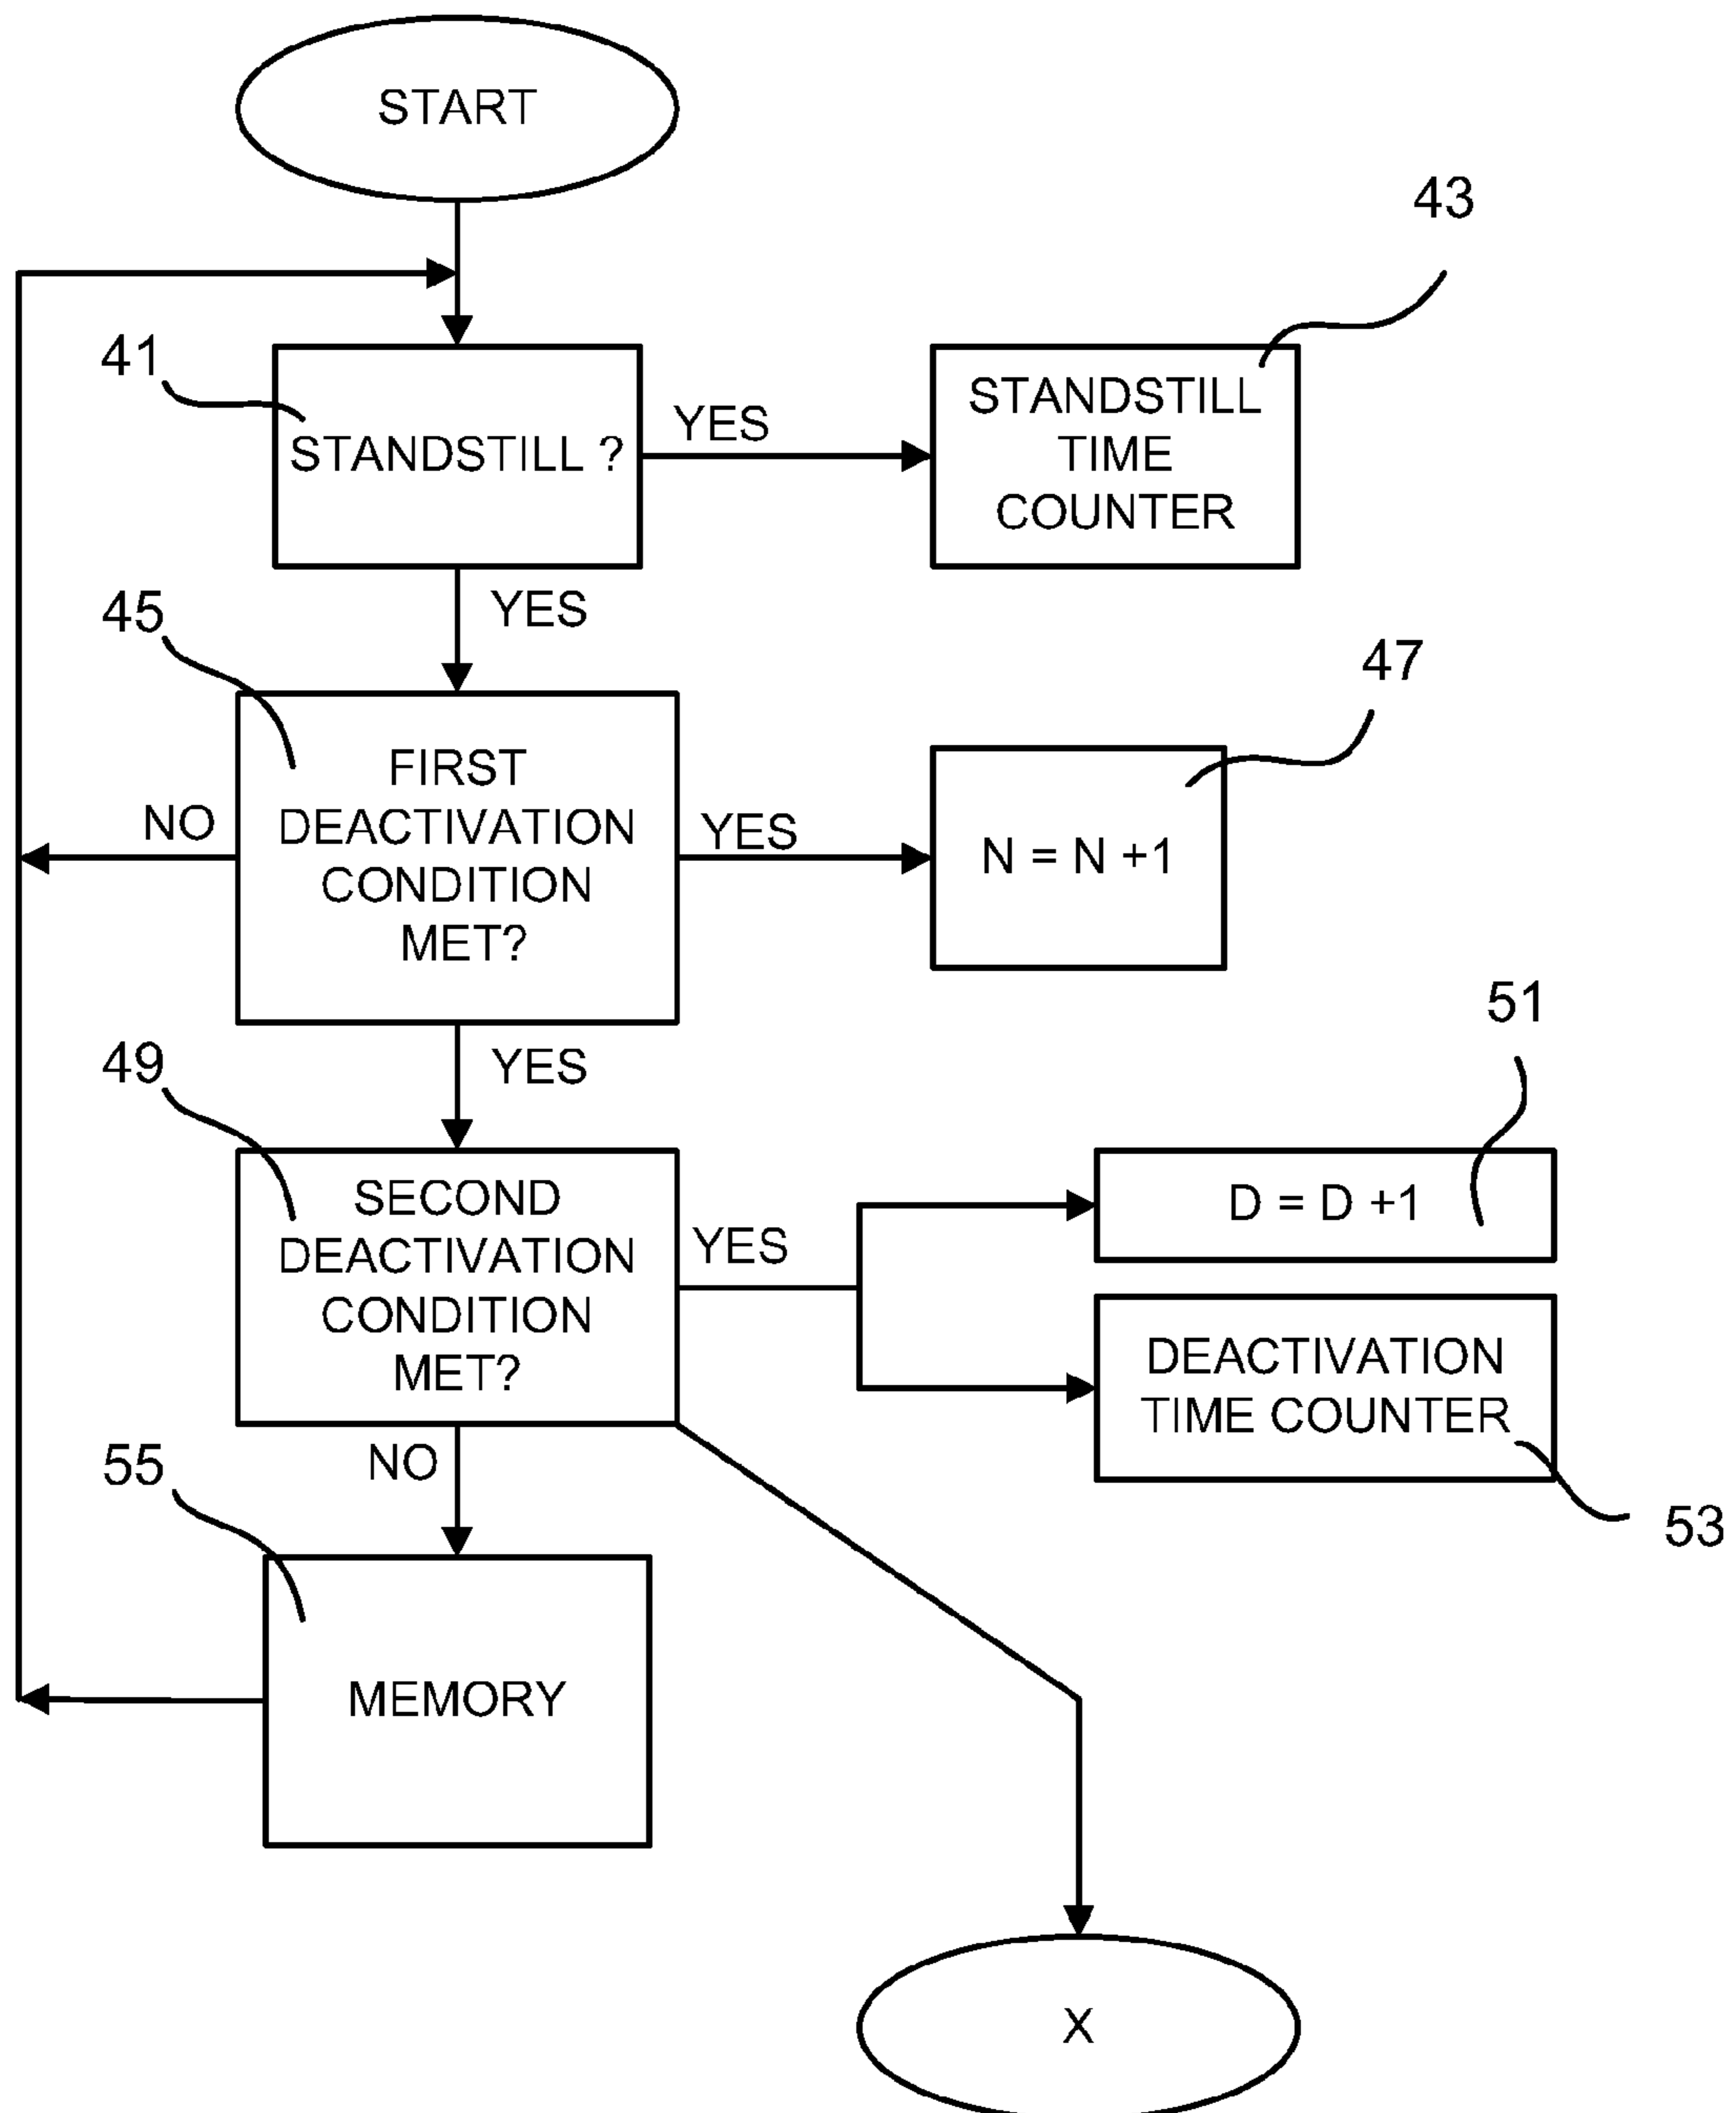 START
43
41
STANDSTILL ?
YES
STANDSTILL
TIME
COUNTER
YES
45
47
FIRST
DEACTIVATION
CONDITION
MET?
NO
YES
N = N +1
YES
49
51
SECOND
DEACTIVATION
CONDITION
MET?
YES
D = D +1
DEACTIVATION
TIME COUNTER
53
NO
55
MEMORY
X